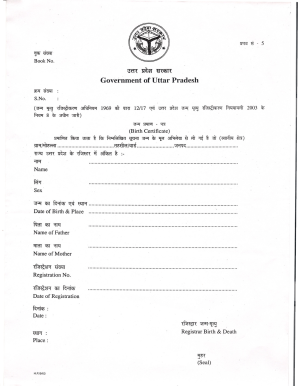 प्रपत्र सं - 5
बुक संख्या
Book No.
उत्तर प्रदेश सरकार
Government of Uttar Pradesh
क्रम संख्या :
S.No. :
(जन्म मृत्यु रजिस्ट्रीकरण अधिनियम 1969 की धारा 12/17 एवं उत्तर प्रदेश जन्म मृत्यु रजिस्ट्रीकरण नियमावली 2003 के
नियम 8 के अधीन जारी)
जन्म प्रमाण - पत्र
(Birth Certificate)
प्रमाणित किया जाता है कि निम्नलिखित सूचना जन्म के मूल अभिलेख से ली गई है जो (स्थानीय क्षेत्र)
राज्य उत्तर प्रदेश के रजिस्टर में अंकित है :-
नाम
Name
लिंग
Sex
जन्म का दिनांक एवं स्थान
Date of Birth & Place
पिता का नाम
Name of Father
माता का नाम
Name of Mother
रजिस्ट्रेशन संख्या
Registration No.
रजिस्ट्रेशन का दिनांक
Date of Registration
दिनांक :
Date :
रजिस्ट्रार जन्म-मृत्यु
Registrar Birth & Death
स्थान :
Place :
मुहर
(Seal)